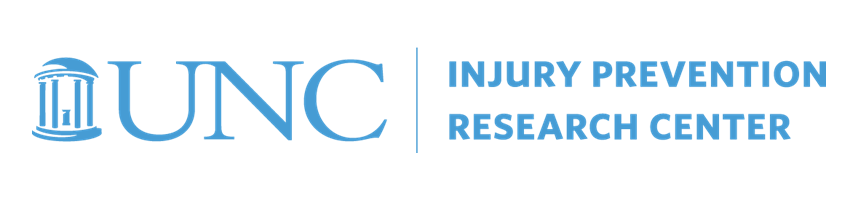 UNC
INJURY PREVENTION
RESEARCH CENTER